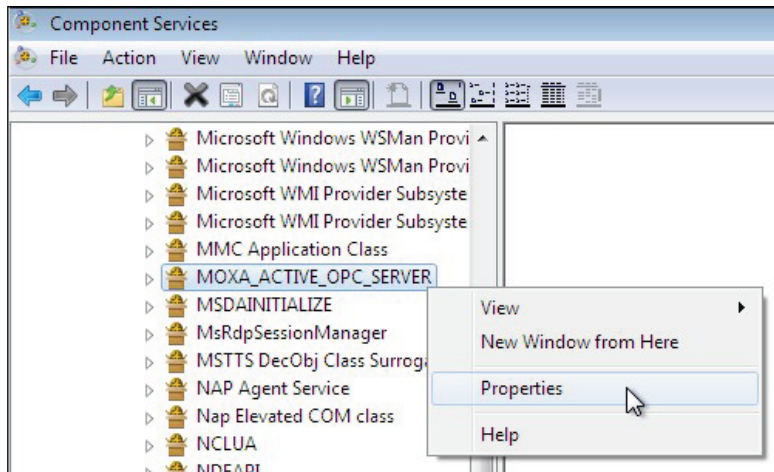 Component Services
File Action View Window Help
Microsoft Windows WSMan Provi
Microsoft Windows WSMan Provi
Microsoft WMI Provider Subsyste
Microsoft WMI Provider Subsyste
MMC Application Class
MOXA_ACTIVE_OPC_SERVER
MSDAINITIALIZE
MsRdpSessionManager
MSTTS DecObj Class Surroga
NAP Agent Service
Nap Elevated COM class
NCLUA
NDFAPI
View
New Window from Here
Properties
Help